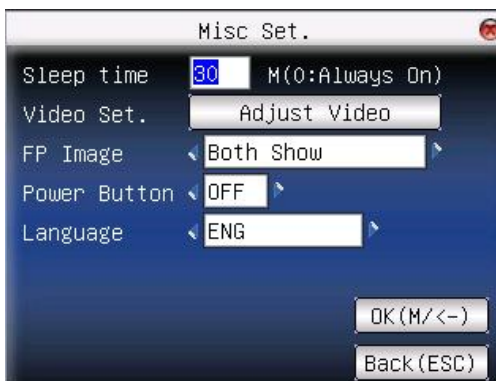 Misc Set.
Sleep time 30 M(0:Always On)
Video Set. Adjust Video
FP Image Both Show
Power Button OFF
Language ENG
OK(M/<-)
Back(ESC)